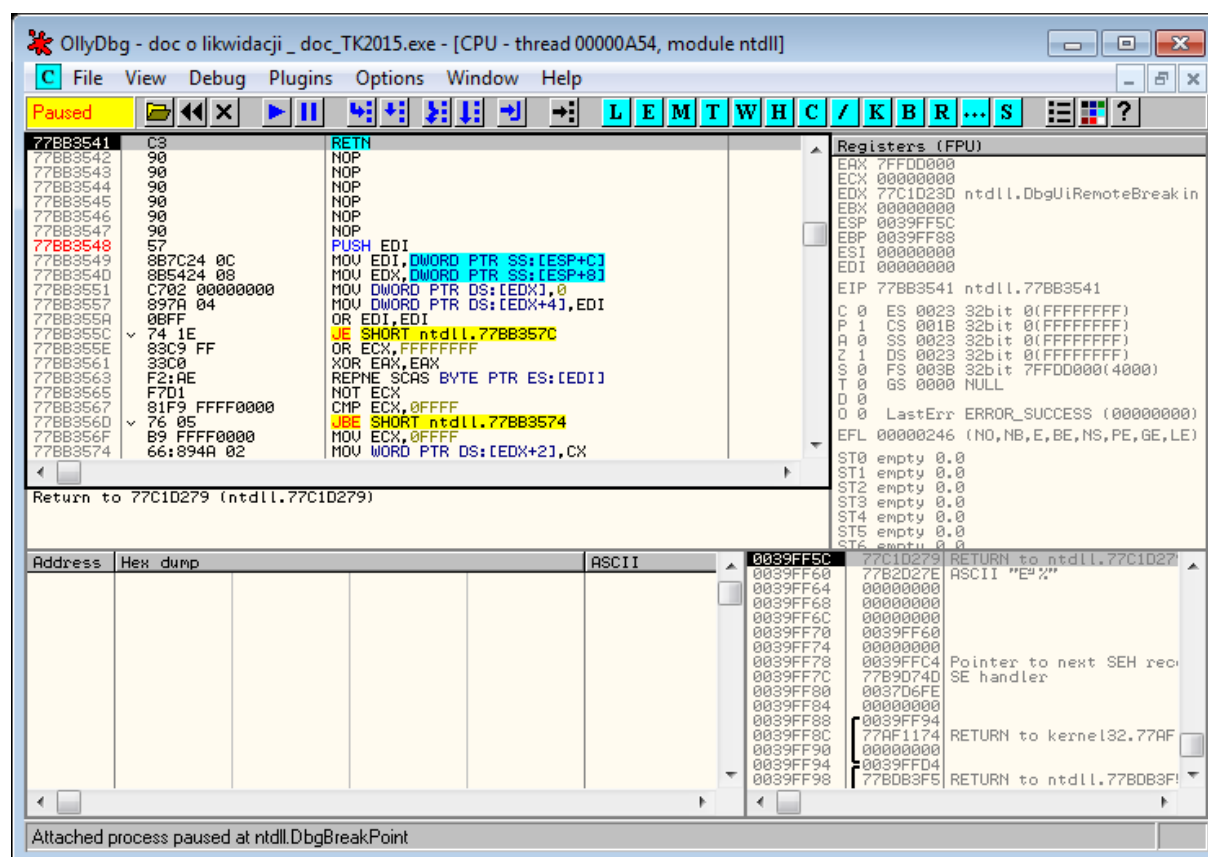 OllyDbg - doc o likwidacji _ doc_TK2015.exe - [CPU - thread 00000A54, module ntdll]
C File View Debug Plugins Options Window Help
Paused L E M T W H C / K B R ... S ?
77BB3541 C3 RETN
77BB3542 90 NOP
77BB3543 90 NOP
77BB3544 90 NOP
77BB3545 90 NOP
77BB3546 90 NOP
77BB3547 90 NOP
77BB3548 57 PUSH EDI
77BB3549 8B7C24 0C MOV EDI,DWORD PTR SS:[ESP+C]
77BB354D 8B5424 08 MOV EDX,DWORD PTR SS:[ESP+8]
77BB3551 C702 00000000 MOV DWORD PTR DS:[EDX],0
77BB3557 897A 04 MOV DWORD PTR DS:[EDX+4],EDI
77BB355A 0BFF OR EDI,EDI
77BB355C 74 1E JE SHORT ntdll.77BB357C
77BB355E 83C9 FF OR ECX,FFFFFFFF
77BB3561 33C0 XOR EAX,EAX
77BB3563 F2:AE REPNE SCAS BYTE PTR ES:[EDI]
77BB3565 F7D1 NOT ECX
77BB3567 81F9 FFFF0000 CMP ECX,0FFFF
77BB356D 76 05 JBE SHORT ntdll.77BB3574
77BB356F B9 FFFF0000 MOV ECX,0FFFF
77BB3574 66:894A 02 MOV WORD PTR DS:[EDX+2],CX
Return to 77C1D279 (ntdll.77C1D279)
Registers (FPU)
EAX 7FFDD000
ECX 00000000
EDX 77C1D23D ntdll.DbgUiRemoteBreakin
EBX 00000000
ESP 0039FF5C
EBP 0039FF88
ESI 00000000
EDI 00000000
EIP 77BB3541 ntdll.77BB3541
C 0 ES 0023 32bit 0(FFFFFFFF)
P 1 CS 001B 32bit 0(FFFFFFFF)
A 0 SS 0023 32bit 0(FFFFFFFF)
Z 1 DS 0023 32bit 0(FFFFFFFF)
S 0 FS 003B 32bit 7FFDD000(4000)
T 0 GS 0000 NULL
D 0
O 0 LastErr ERROR_SUCCESS (00000000)
EFL 00000246 (NO,NB,E,BE,NS,PE,GE,LE)
ST0 empty 0.0
ST1 empty 0.0
ST2 empty 0.0
ST3 empty 0.0
ST4 empty 0.0
ST5 empty 0.0
ST6 empty 0.0
Address Hex dump ASCII
0039FF5C 77C1D279 RETURN to ntdll.77C1D27
0039FF60 77B2D27E ASCII
0039FF64 00000000
0039FF68 00000000
0039FF6C 00000000
0039FF70 0039FF60
0039FF74 00000000
0039FF78 0039FFC4 Pointer to next SEH rec
0039FF7C 77B9D74D SE handler
0039FF80 0037D6FE
0039FF84 00000000
0039FF88 0039FF94
0039FF8C 77AF1174 RETURN to kernel32.77AF
0039FF90 00000000
0039FF94 0039FFD4
0039FF98 77BDB3F5 RETURN to ntdll.77BDB3F
Attached process paused at ntdll.DbgBreakPoint